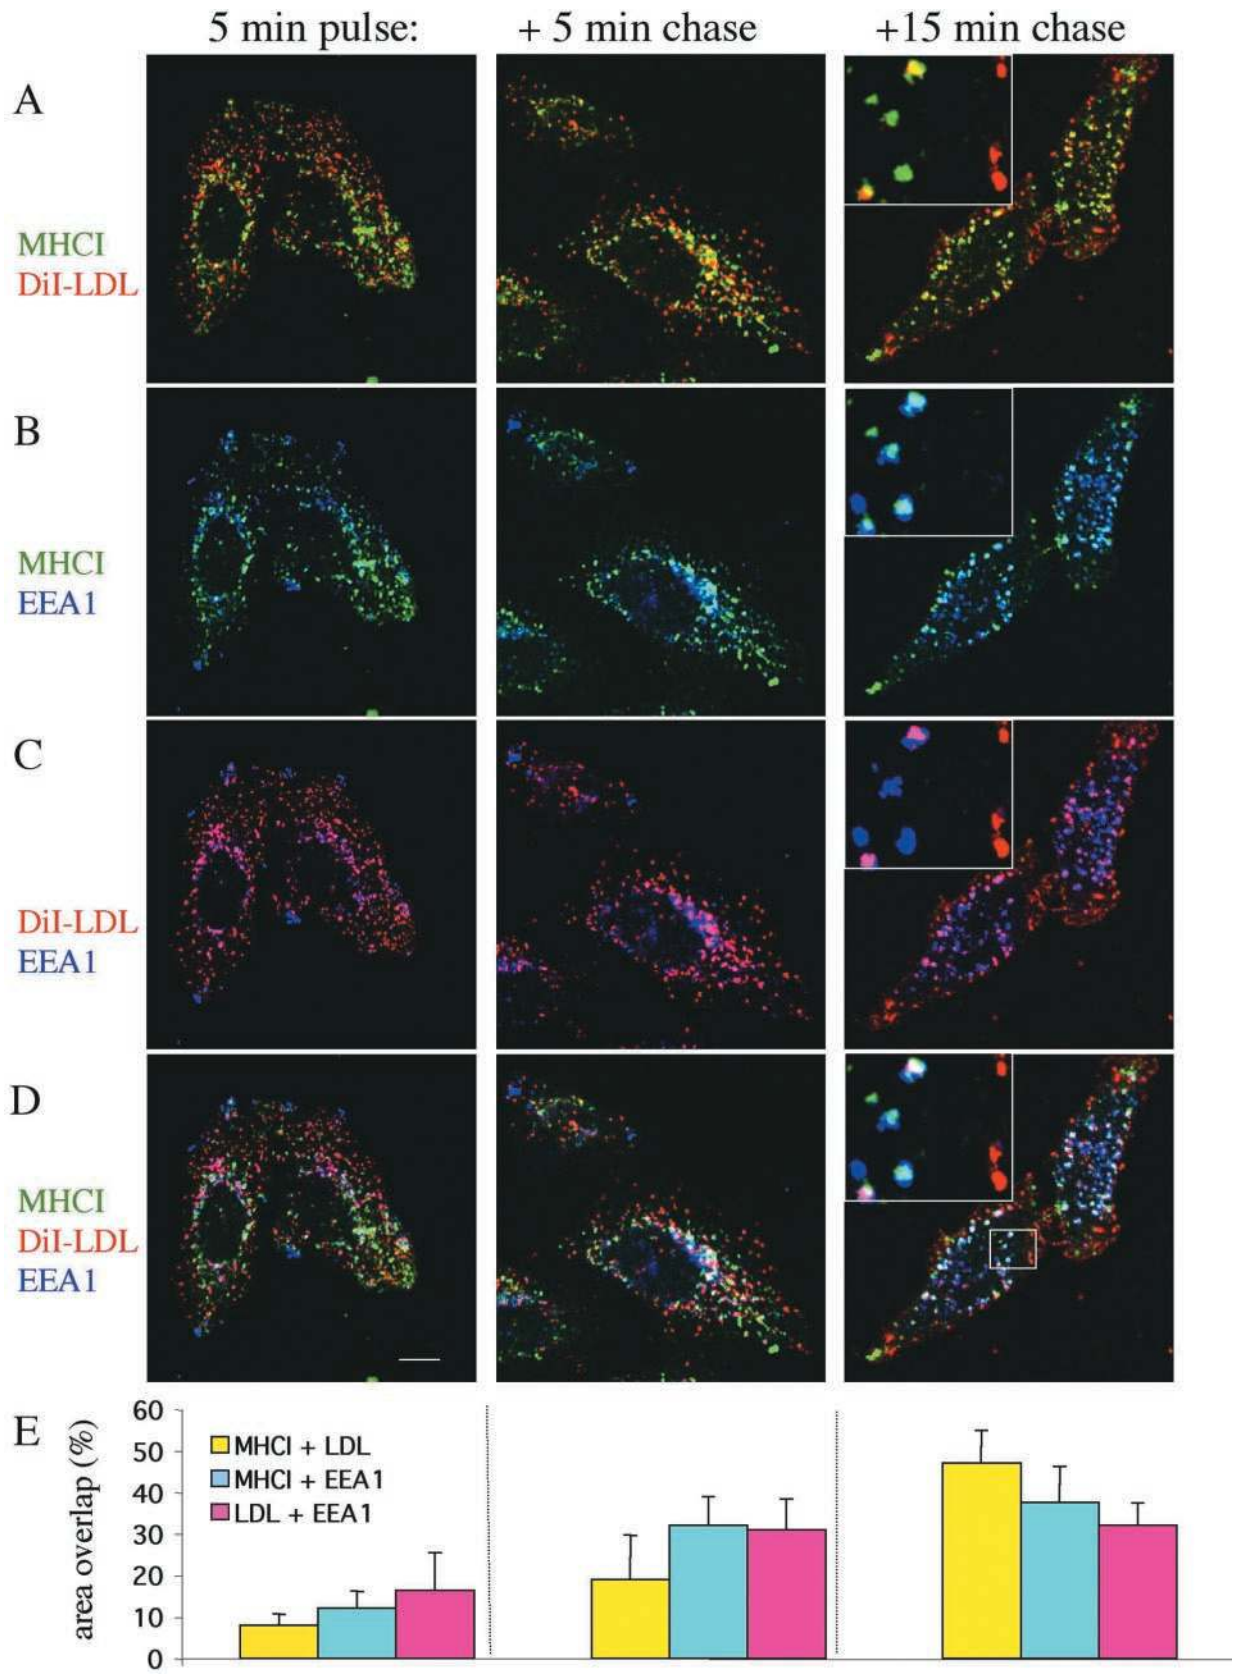 5 min pulse:
+ 5 min chase
+15 min chase
A
MHCI
DiI-LDL
B
MHCI
EEA1
C
DiI-LDL
EEA1
D
MHCI
DiI-LDL
EEA1
E
area overlap (%)
60
50
40
30
20
10
0
MHCI + LDL
MHCI + EEA1
LDL + EEA1